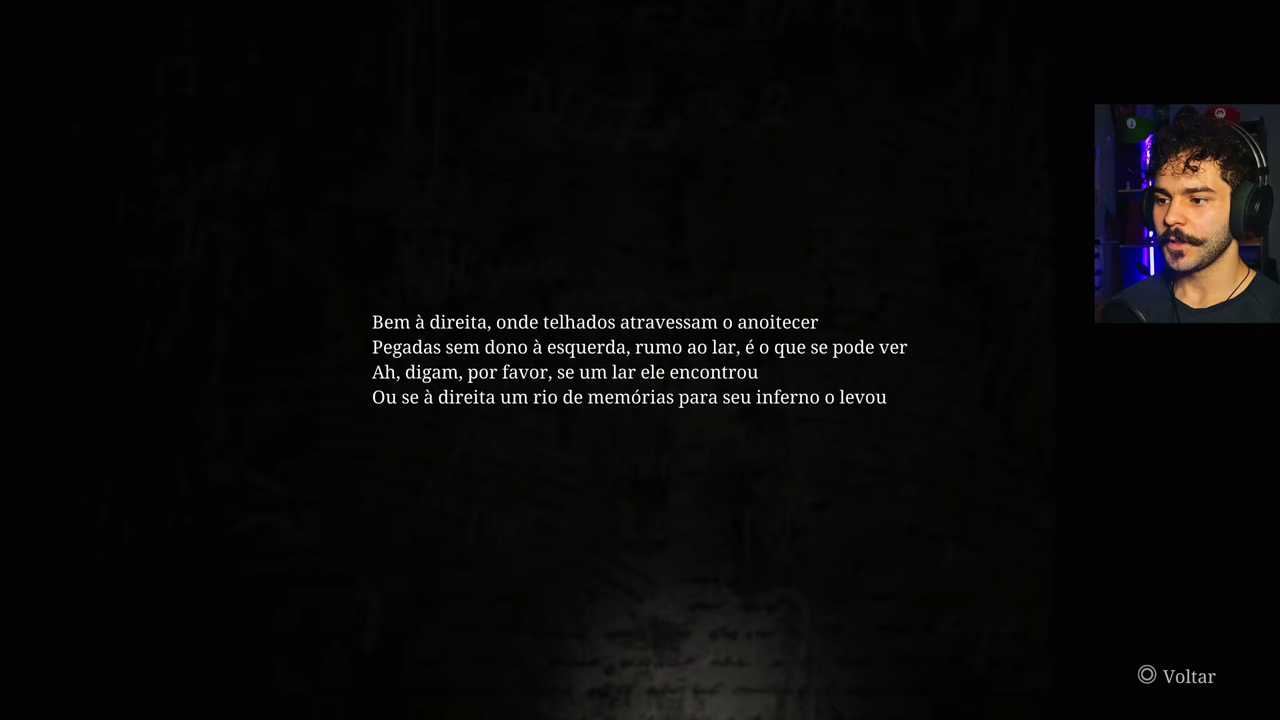 Bem à direita, onde telhados atravessam o anoitecer
Pegadas sem dono à esquerda, rumo ao lar, é o que se pode ver
Ah, digam, por favor, se um lar ele encontrou
Ou se à direita um rio de memórias para seu inferno o levou
Voltar